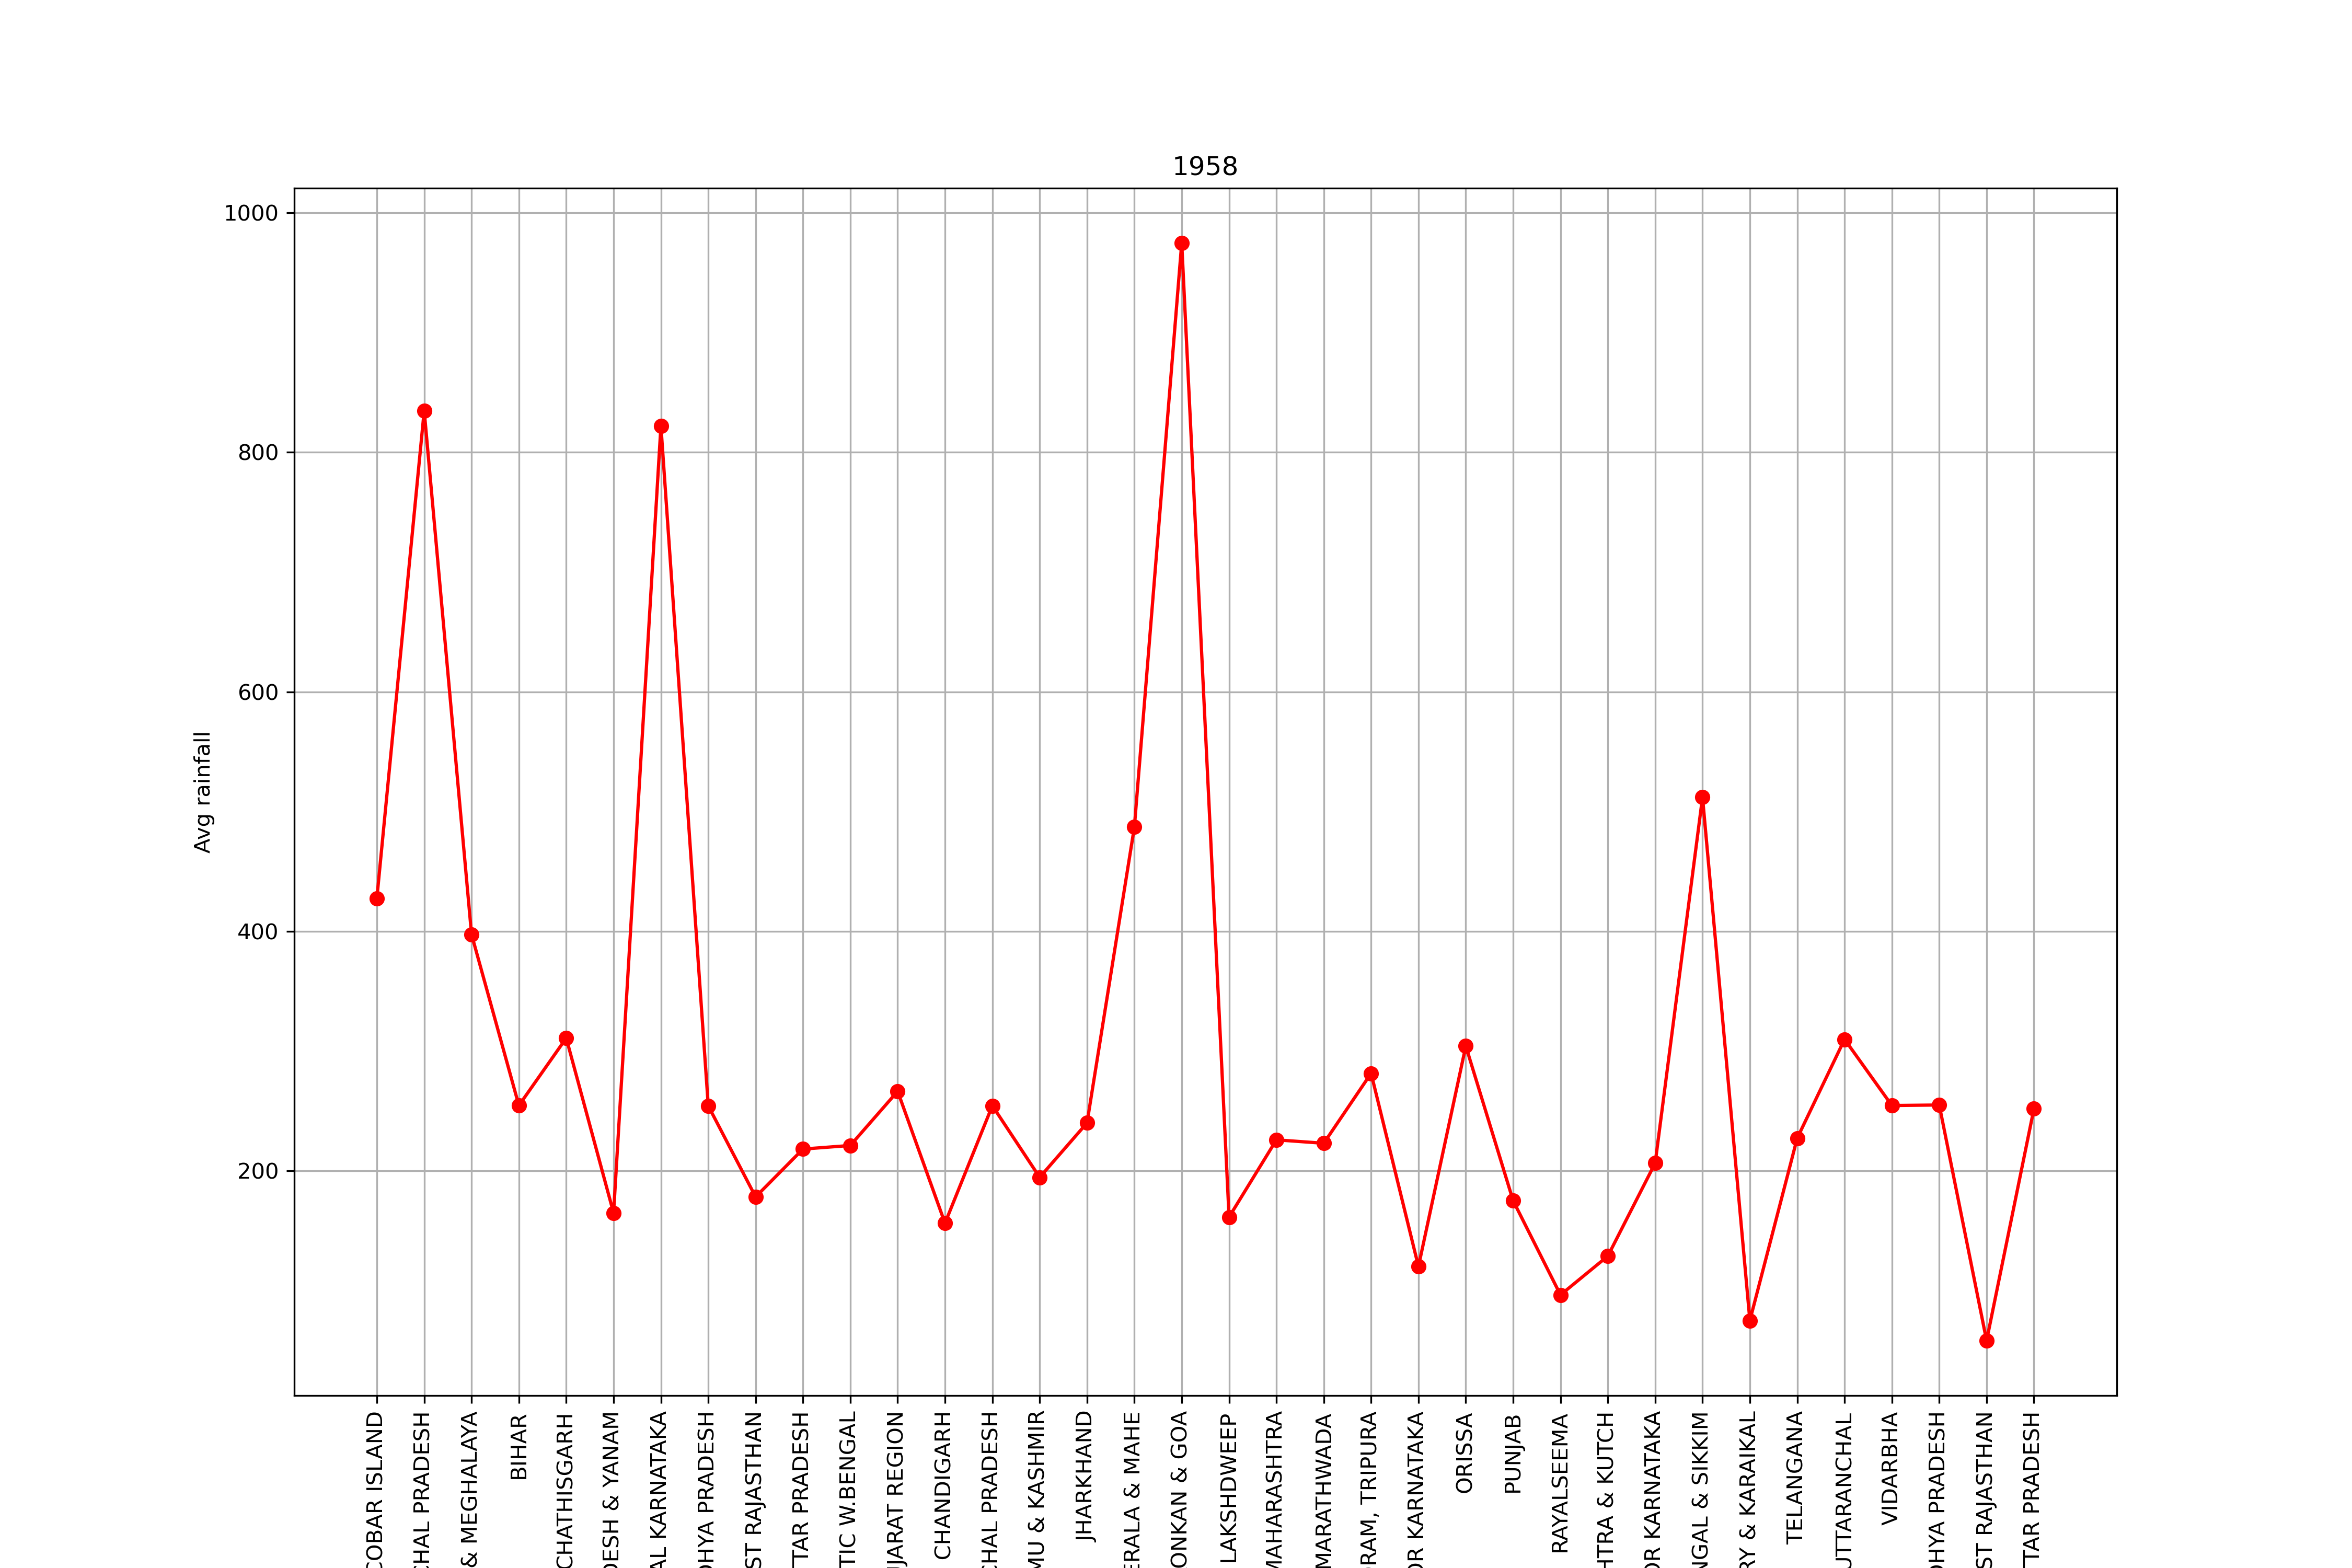 1958
1000
800
600
400
200
Avg rainfall
COBAR ISLAND
CHAL PRADESH
& MEGHALAYA
BIHAR
CHATHISGARH
DESH & YANAM
AL KARNATAKA
DHYA PRADESH
ST RAJASTHAN
TTAR PRADESH
TIC W.BENGAL
JARAT REGION
CHANDIGARH
CHAL PRADESH
MU & KASHMIR
JHARKHAND
ERALA & MAHE
ONKAN & GOA
LAKSHDWEEP
MAHARASHTRA
MARATHWADA
RAM, TRIPURA
OR KARNATAKA
ORISSA
PUNJAB
RAYALSEEMA
HTRA & KUTCH
OR KARNATAKA
NGAL & SIKKIM
RY & KARAIKAL
TELANGANA
UTTARANCHAL
VIDARBHA
DHYA PRADESH
ST RAJASTHAN
TTAR PRADESH